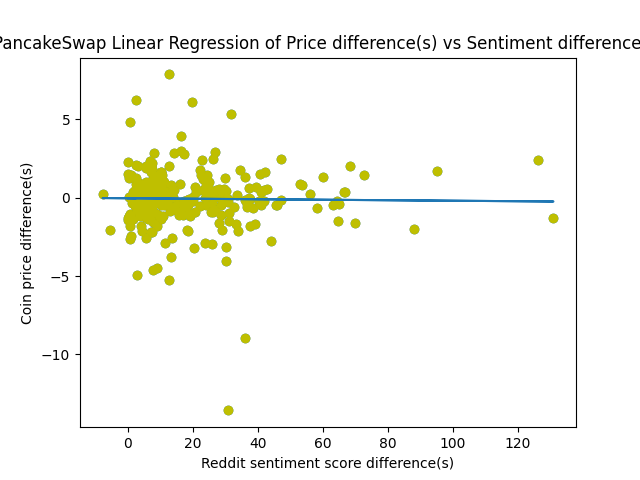 PancakeSwap Linear Regression of Price difference(s) vs Sentiment difference
5
0
−5
−10
Coin price difference(s)
0 20 40 60 80 100 120
Reddit sentiment score difference(s)